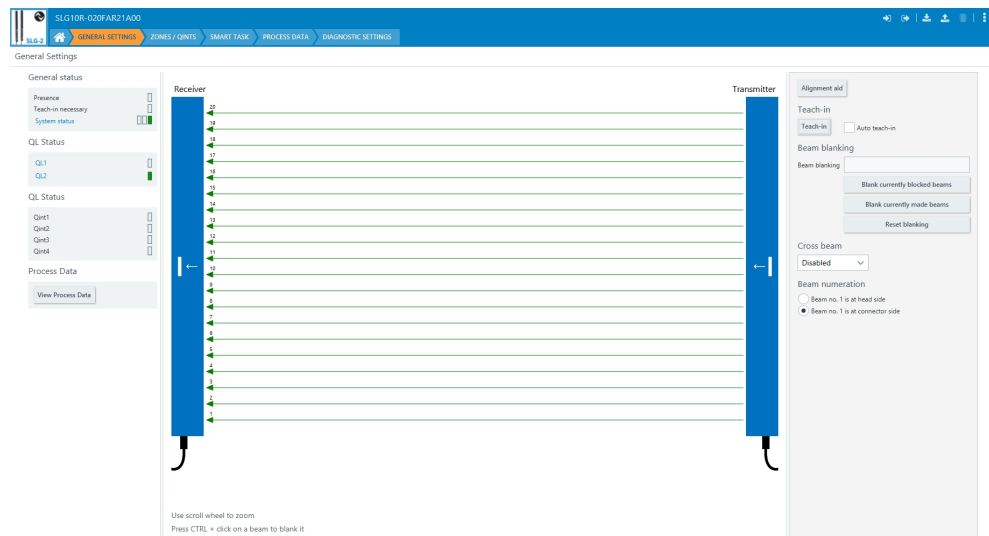 SLG10R-020FAR21A00
SLG-2
GENERAL SETTINGS
ZONES / QINTS
SMART TASK
PROCESS DATA
DIAGNOSTIC SETTINGS
General Settings
General status
Presence
Teach-in necessary
System status
QL Status
QL1
QL2
QL Status
Qint1
Qint2
Qint3
Qint4
Process Data
View Process Data
Receiver
Transmitter
20
19
18
17
16
15
14
13
12
11
10
9
8
7
6
5
4
3
2
1
Use scroll wheel to zoom
Press CTRL + click on a beam to blank it
Alignment aid
Teach-in
Teach-in
Auto teach-in
Beam blanking
Beam blanking
Blank currently blocked beams
Blank currently made beams
Reset blanking
Cross beam
Disabled
Beam numeration
Beam no. 1 is at head side
Beam no. 1 is at connector side